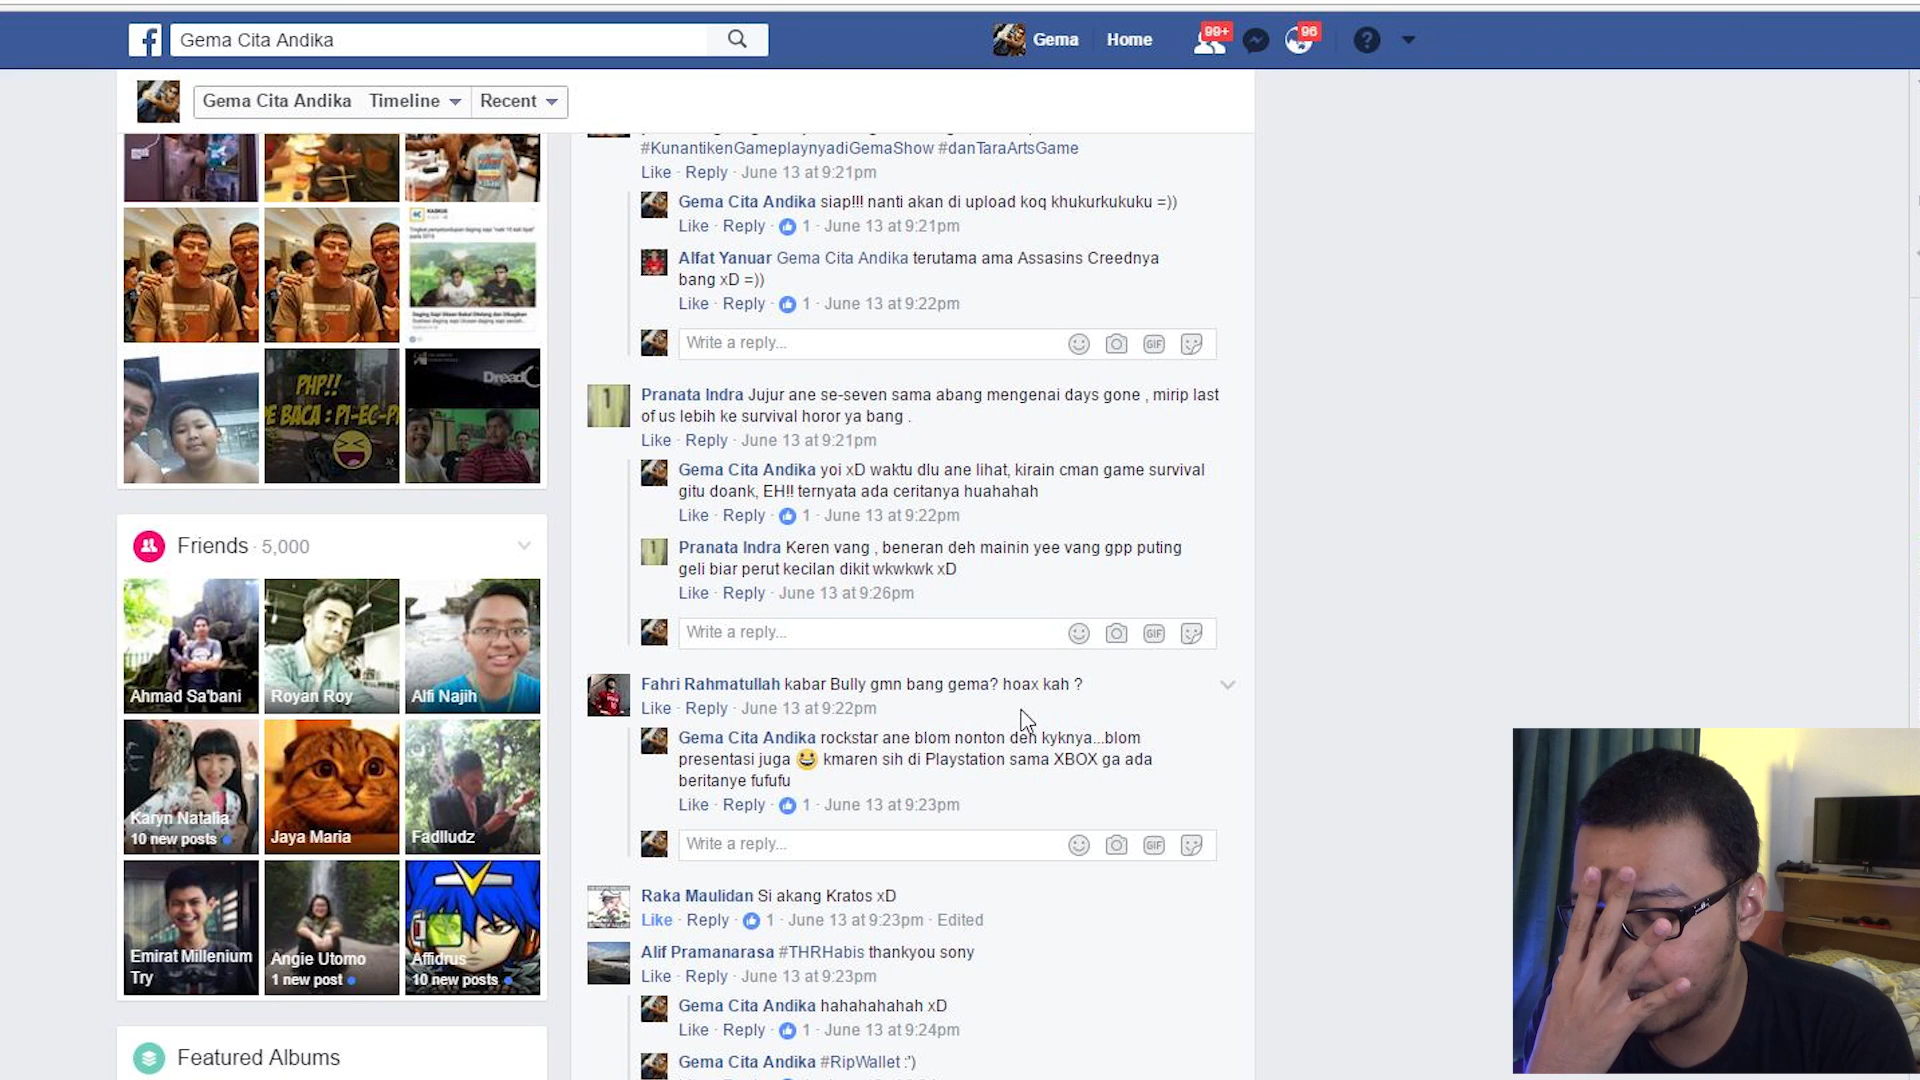 Gema Cita Andika
Gema
Home
99+
96
?
Gema Cita Andika
Timeline
Recent
#KunantikenGameplaynyadiGemaShow #danTaraArtsGame
Like · Reply · June 13 at 9:21pm
Gema Cita Andika siap!!! nanti akan di upload koq khukurkukuku =))
Like · Reply · 1 · June 13 at 9:21pm
Alfat Yanuar Gema Cita Andika terutama ama Assasins Creednya
bang xD =))
Like · Reply · 1 · June 13 at 9:22pm
Write a reply...
GIF
Pranata Indra Jujur ane se-seven sama abang mengenai days gone , mirip last
of us lebih ke survival horor ya bang .
Like · Reply · June 13 at 9:21pm
Gema Cita Andika yoi xD waktu dlu ane lihat, kirain cman game survival
gitu doank, EH!! ternyata ada ceritanya huahahah
Like · Reply · 1 · June 13 at 9:22pm
Pranata Indra Keren vang , beneran deh mainin yee vang gpp puting
geli biar perut kecilan dikit wkwkwk xD
Like · Reply · June 13 at 9:26pm
Write a reply...
GIF
Fahri Rahmatullah kabar Bully gmn bang gema? hoax kah ?
Like · Reply · June 13 at 9:22pm
Gema Cita Andika rockstar ane blom nonton deh kyknya...blom
presentasi juga 😀 kmaren sih di Playstation sama XBOX ga ada
beritanye fufufu
Like · Reply · 1 · June 13 at 9:23pm
Write a reply...
GIF
Raka Maulidan Si akang Kratos xD
Like · Reply · 1 · June 13 at 9:23pm · Edited
Alif Pramanarasa #THRHabis thankyou sony
Like · Reply · June 13 at 9:23pm
Gema Cita Andika hahahahahah xD
Like · Reply · 1 · June 13 at 9:24pm
Gema Cita Andika #RipWallet :')
KASKUS
DreadO
PHP!!
E BACA : PI-EC-P
Friends · 5,000
Ahmad Sa'bani
Royan Roy
Alfi Najih
Karyn Natalia
10 new posts
Jaya Maria
Fadlludz
Emirat Millenium
Try
Angie Utomo
1 new post
Affidrus
10 new posts
Featured Albums